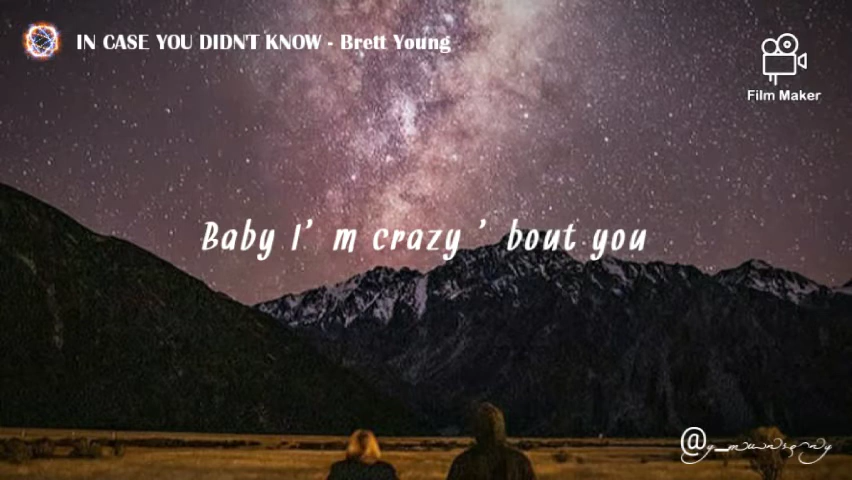 IN CASE YOU DIDN'T KNOW - Brett Young
Film Maker
Baby I' m crazy ' bout you